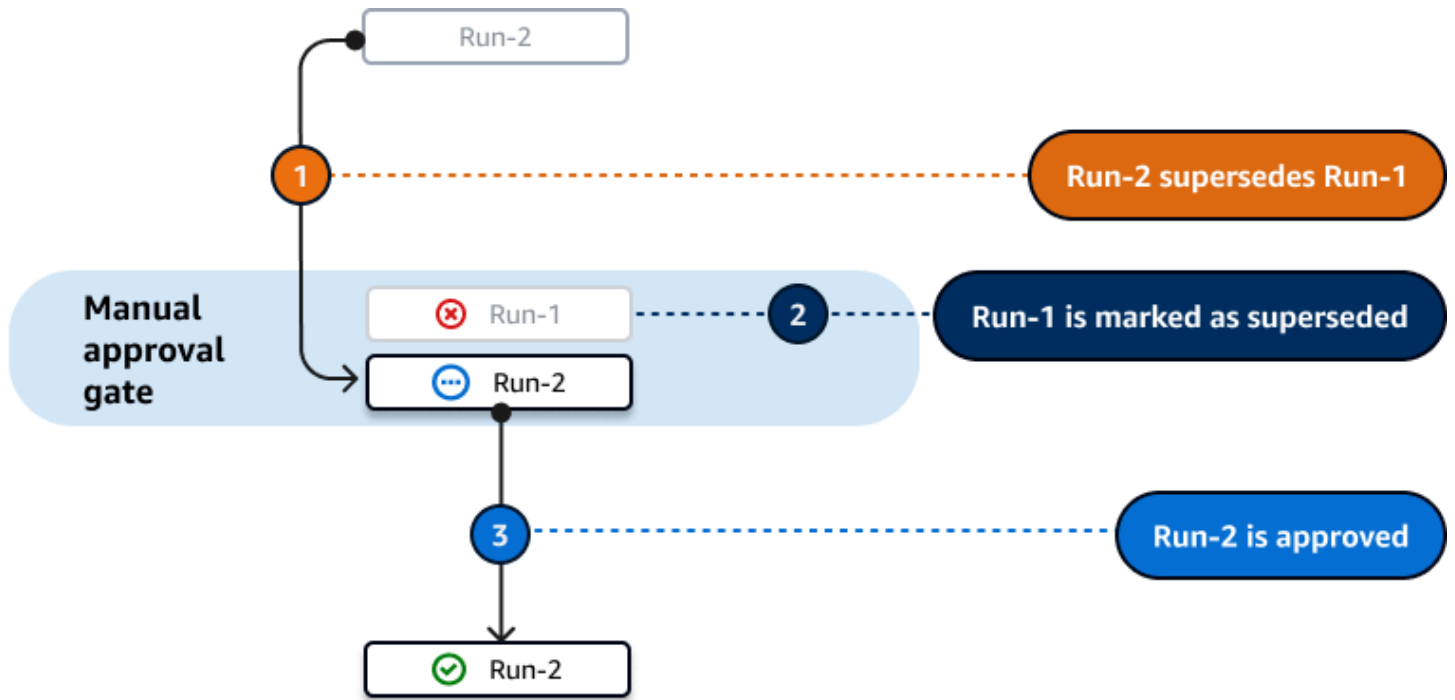 Run-2
1
Run-2 supersedes Run-1
Manual
approval
gate
Run-1
2
Run-1 is marked as superseded
Run-2
3
Run-2 is approved
Run-2